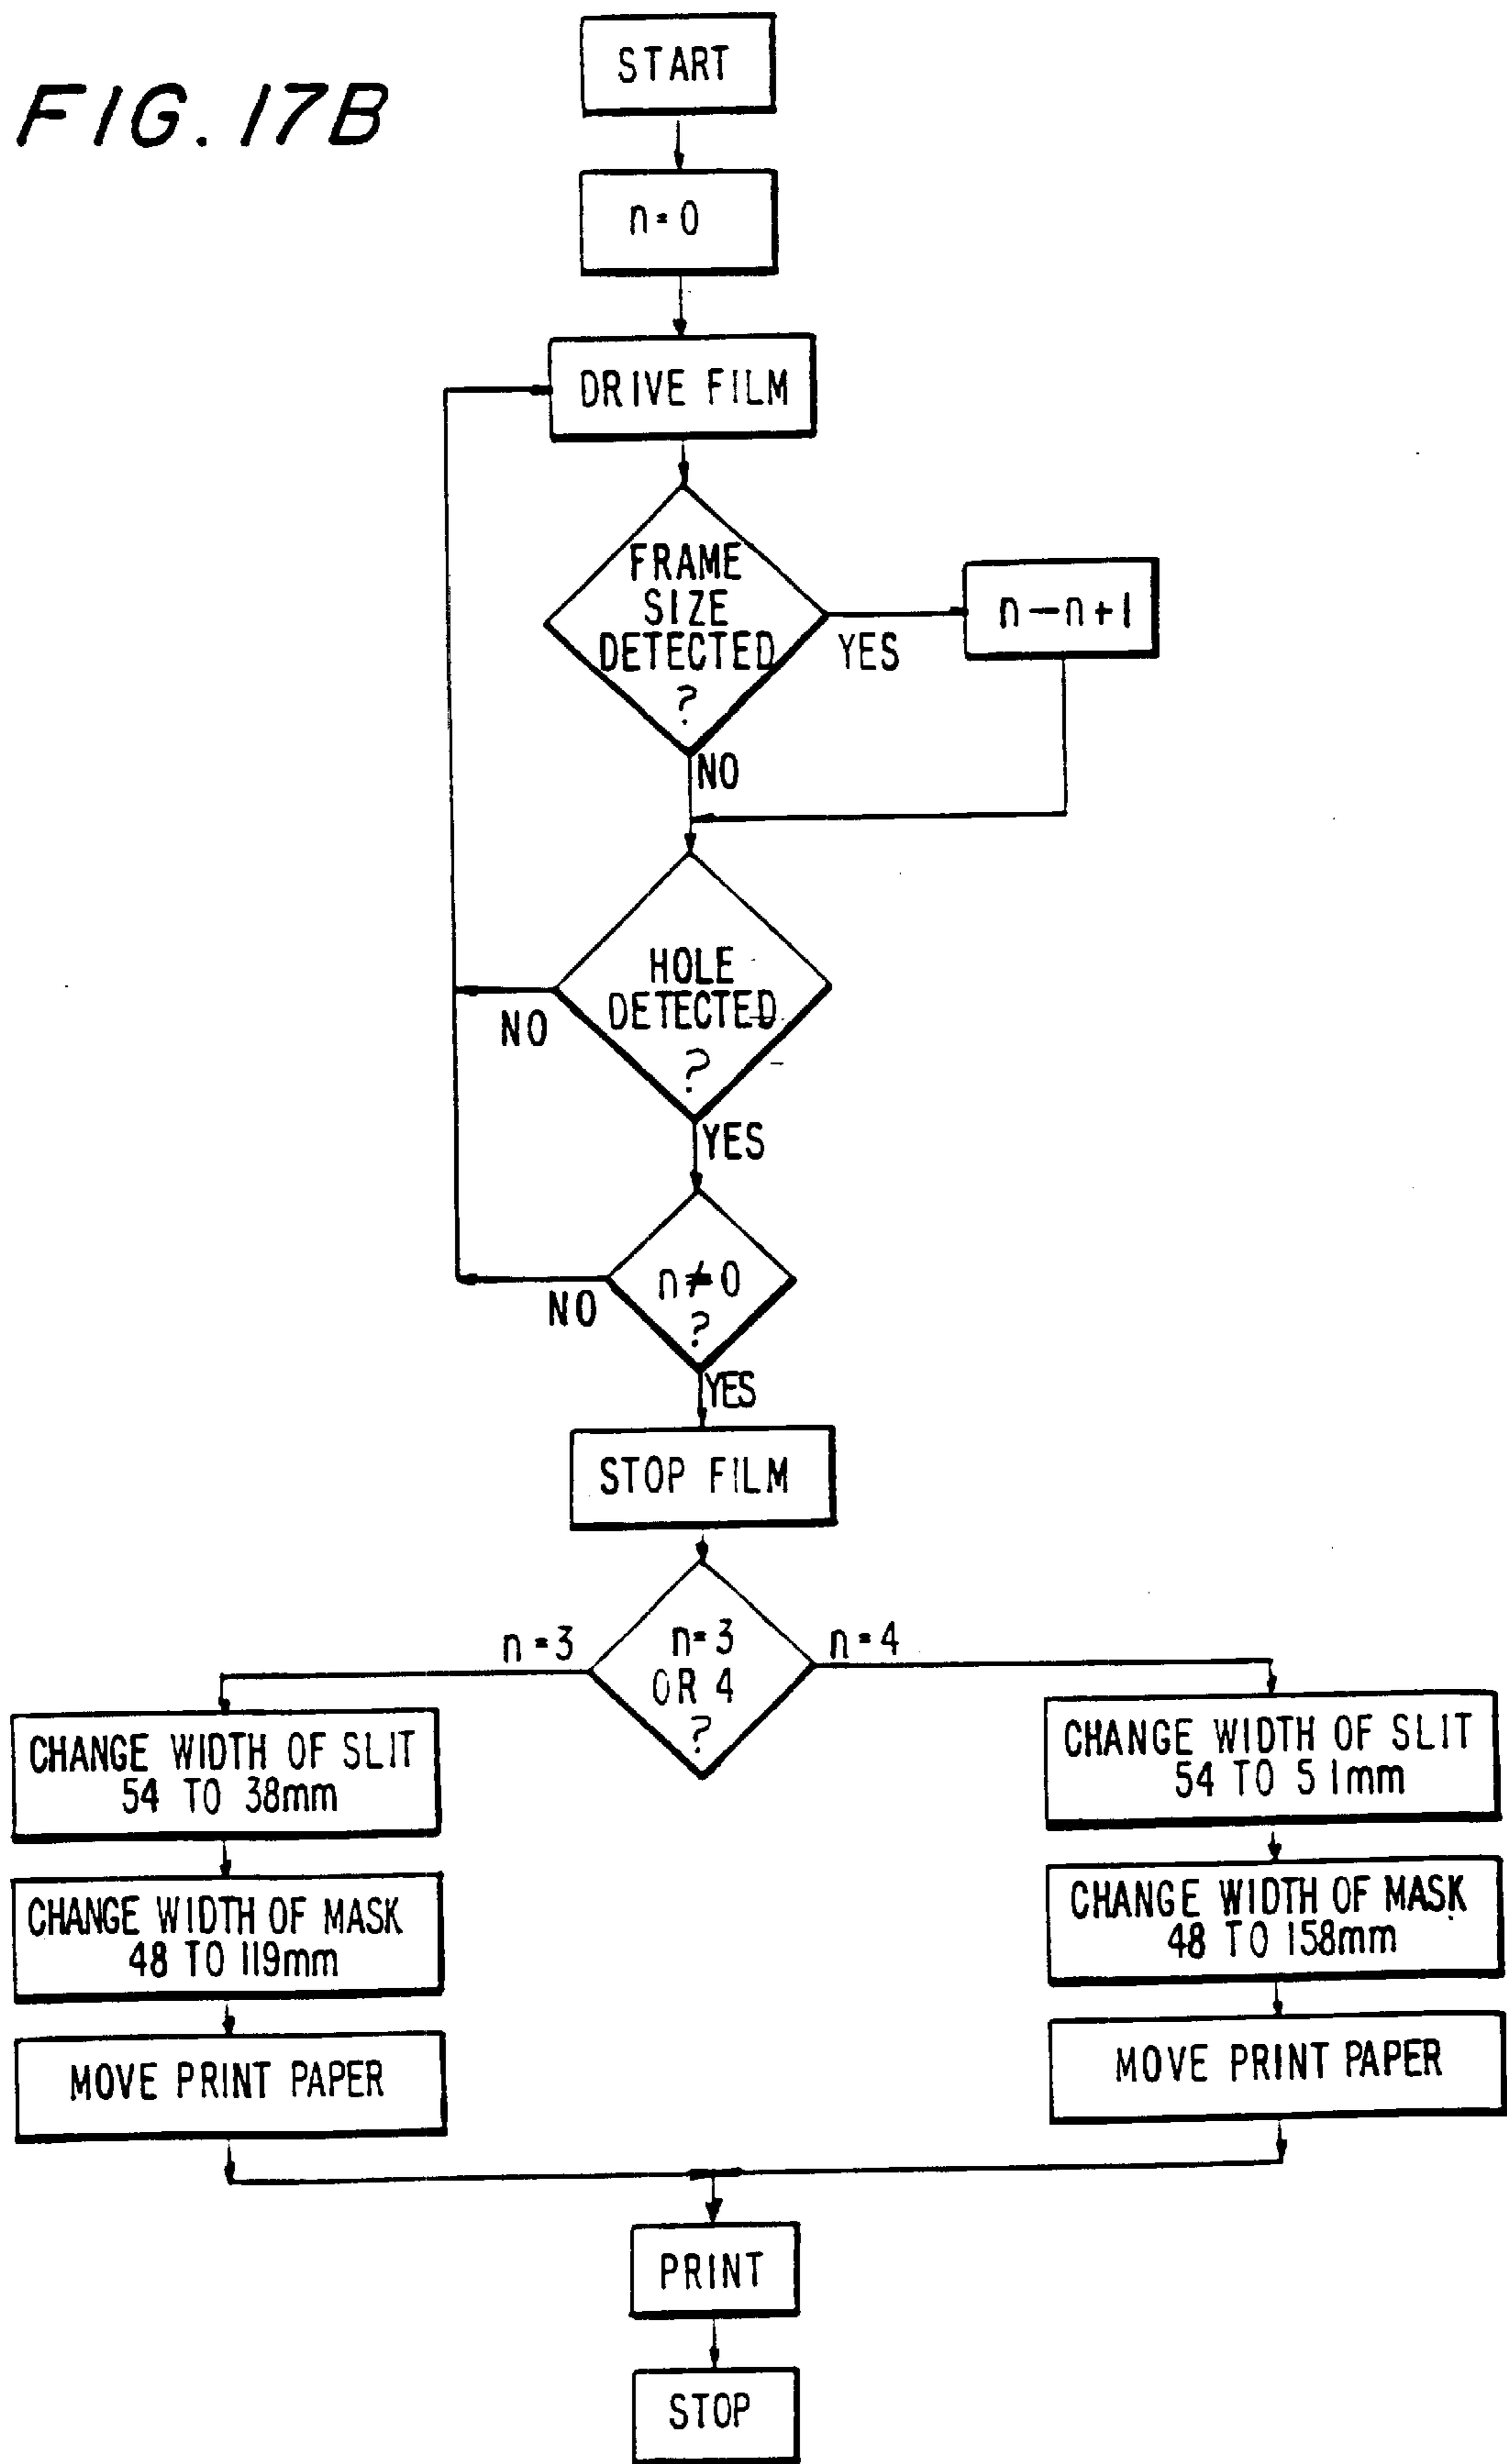 FIG. 17B
START
n=0
DRIVE FILM
FRAME
SIZE
DETECTED
?
YES
n—n+1
NO
HOLE
DETECTED
?
NO
YES
n≠0
?
NO
YES
STOP FILM
n=3
OR 4
?
n=3
n=4
CHANGE WIDTH OF SLIT
54 TO 38mm
CHANGE WIDTH OF MASK
48 TO 119mm
MOVE PRINT PAPER
CHANGE WIDTH OF SLIT
54 TO 51mm
CHANGE WIDTH OF MASK
48 TO 158mm
MOVE PRINT PAPER
PRINT
STOP